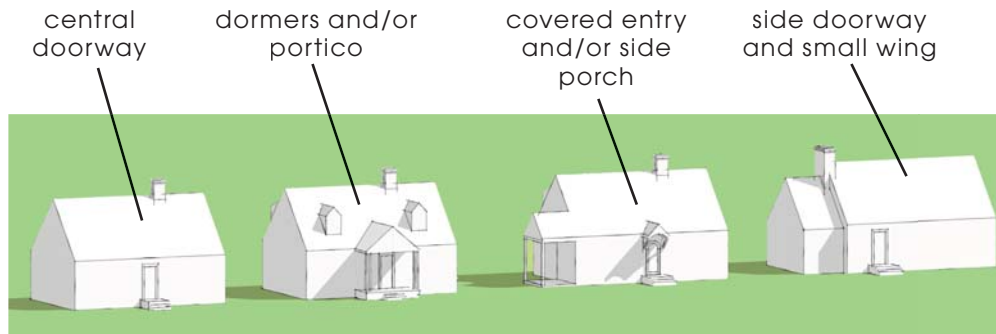 central
doorway
dormers and/or
portico
covered entry
and/or side
porch
side doorway
and small wing